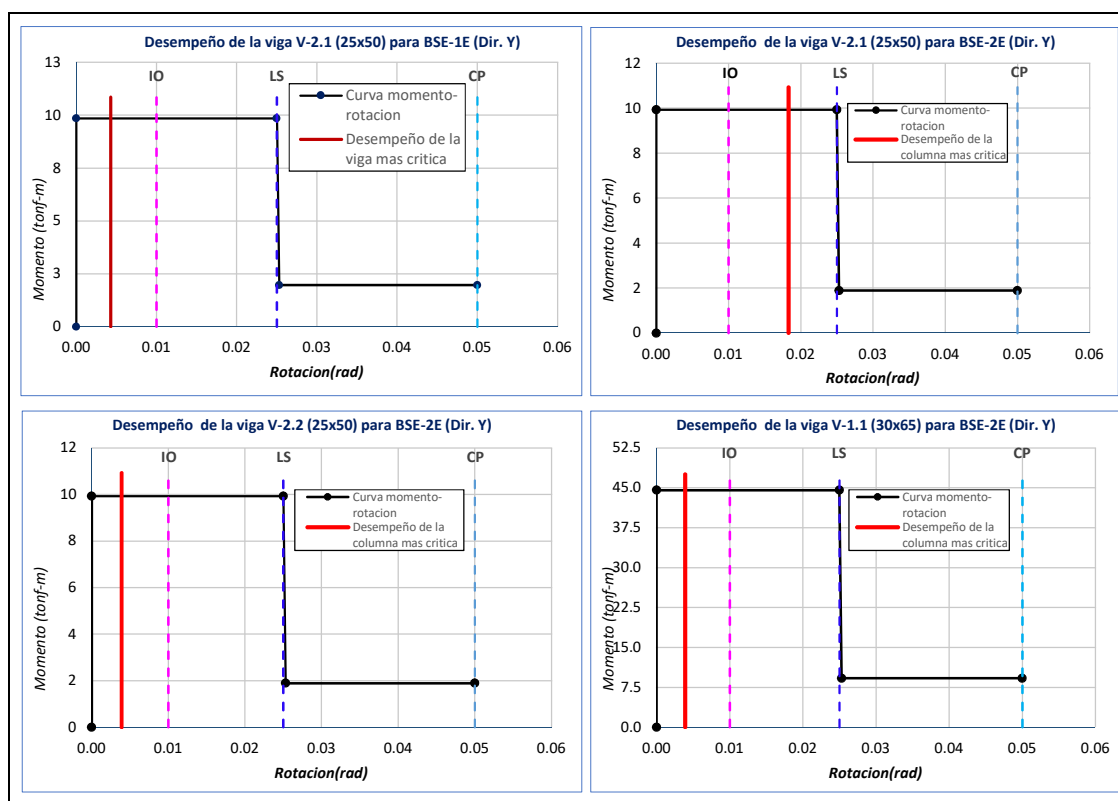 Desempeño de la viga V-2.1 (25x50) para BSE-1E (Dir. Y)
IO LS CP
Curva momento-
rotacion
Desempeño de la
viga mas critica
Momento (tonf-m)
13
10
8
5
3
0
0.00 0.01 0.02 0.03 0.04 0.05 0.06
Rotacion(rad)
Desempeño de la viga V-2.1 (25x50) para BSE-2E (Dir. Y)
IO LS CP
Curva momento-
rotacion
Desempeño de la
columna mas critica
Momento (tonf-m)
12
10
8
6
4
2
0
0.00 0.01 0.02 0.03 0.04 0.05 0.06
Rotacion(rad)
Desempeño de la viga V-2.2 (25x50) para BSE-2E (Dir. Y)
IO LS CP
Curva momento-
rotacion
Desempeño de la
columna mas critica
Momento (tonf-m)
12
10
8
6
4
2
0
0.00 0.01 0.02 0.03 0.04 0.05 0.06
Rotacion(rad)
Desempeño de la viga V-1.1 (30x65) para BSE-2E (Dir. Y)
IO LS CP
Curva momento-
rotacion
Desempeño de la
columna mas critica
Momento (tonf-m)
52.5
45.0
37.5
30.0
22.5
15.0
7.5
0.0
0.00 0.01 0.02 0.03 0.04 0.05 0.06
Rotacion(rad)